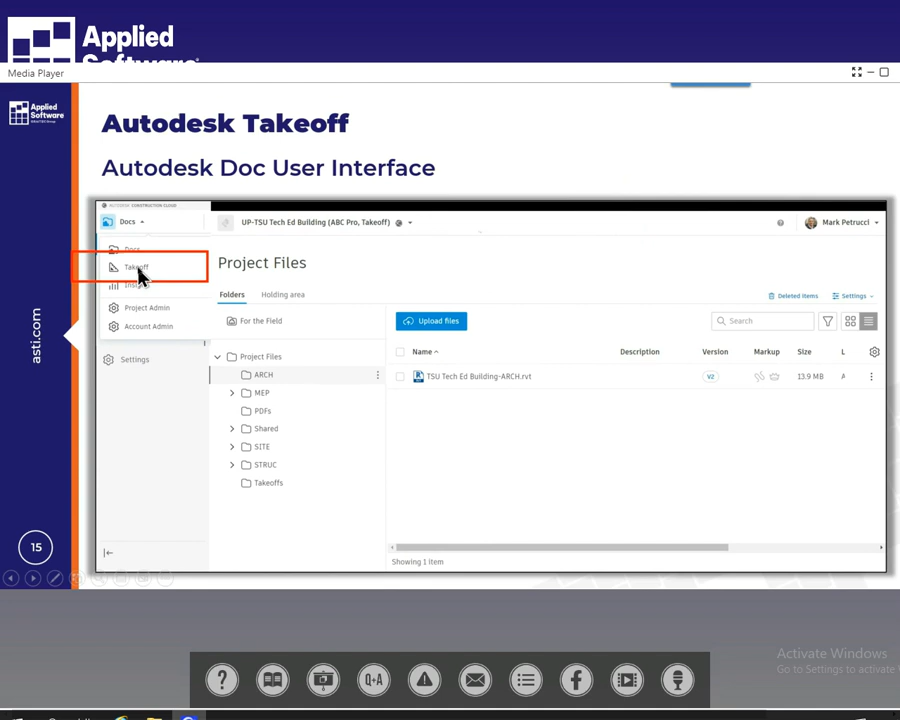 Applied
Software
Media Player
Applied
Software
Autodesk Takeoff
Autodesk Doc User Interface
AUTODESK CONSTRUCTION CLOUD
Docs
UP-TSU Tech Ed Building (ABC Pro, Takeoff)
Mark Petrucci
Docs
Takeoff
Project Admin
Account Admin
Settings
Project Files
Folders
Holding area
Deleted items
Settings
For the Field
Upload files
Search
Project Files
ARCH
MEP
PDFs
Shared
SITE
STRUC
Takeoffs
Name
Description
Version
Markup
Size
L
TSU Tech Ed Building-ARCH.rvt
V2
13.9 MB
A
Showing 1 item
asti.com
15
Activate Windows
Go to Settings to activate
?
Q+A